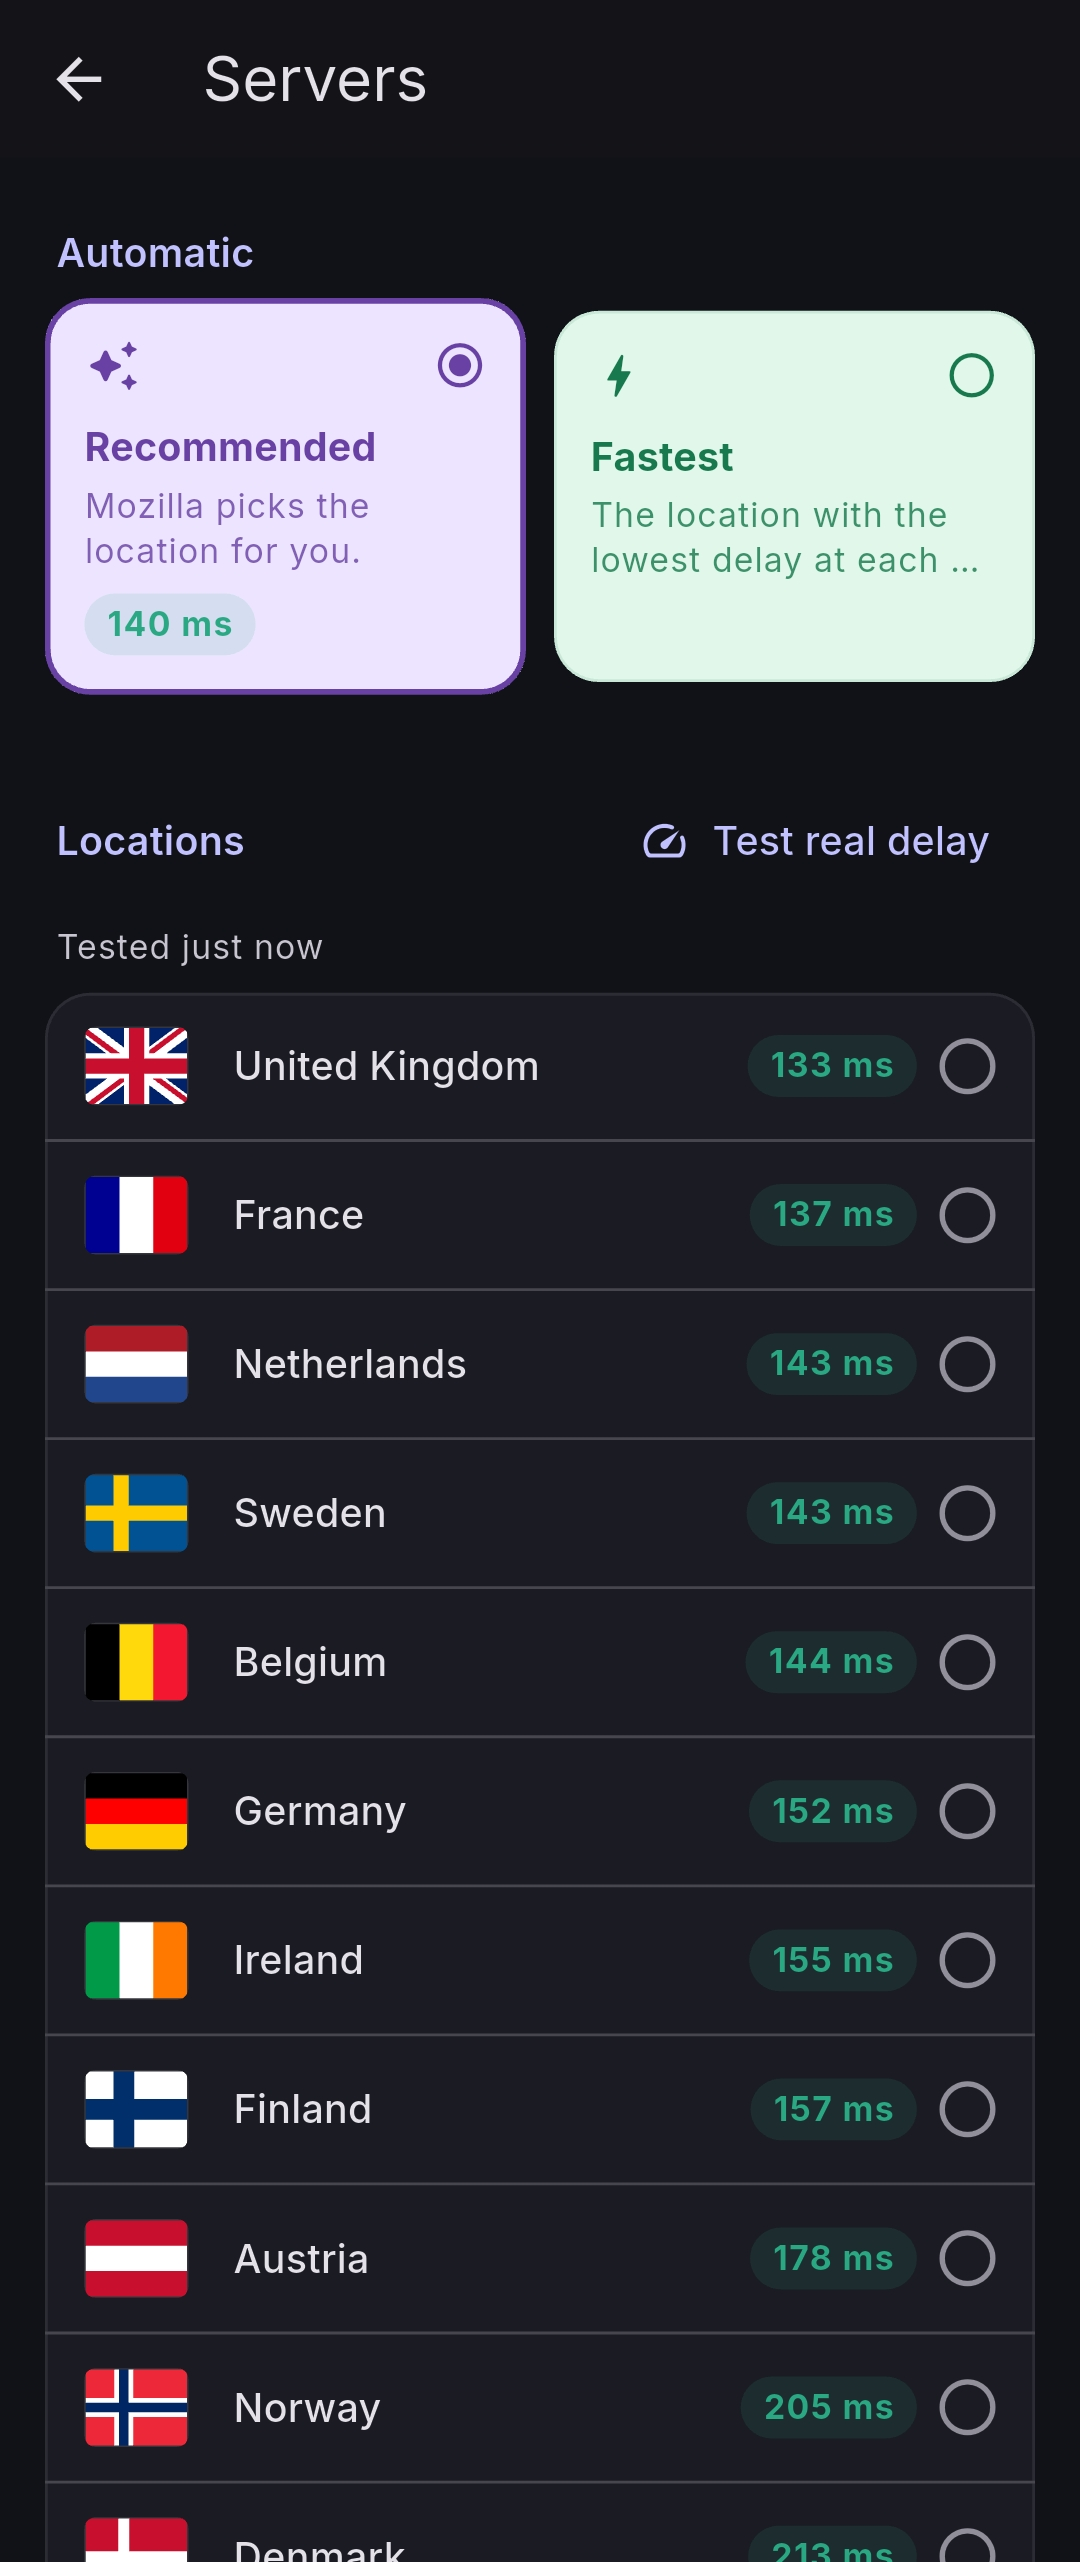 Servers
Automatic
Recommended
Mozilla picks the
location for you.
140 ms
Fastest
The location with the
lowest delay at each ...
Locations
Test real delay
Tested just now
United Kingdom 133 ms
France 137 ms
Netherlands 143 ms
Sweden 143 ms
Belgium 144 ms
Germany 152 ms
Ireland 155 ms
Finland 157 ms
Austria 178 ms
Norway 205 ms
Denmark 213 ms